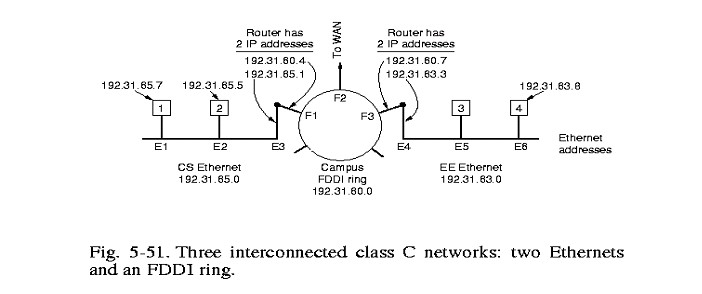 Router has
2 IP addresses
192.31.60.4
192.31.65.1
To WAN
Router has
2 IP addresses
192.31.60.7
192.31.63.3
192.31.65.7
192.31.65.5
192.31.63.8
1
2
F1
F2
F3
3
4
E1
E2
E3
E4
E5
E6
Ethernet
addresses
CS Ethernet
192.31.65.0
Campus
FDDI ring
192.31.60.0
EE Ethernet
192.31.63.0
Fig. 5-51. Three interconnected class C networks: two Ethernets
and an FDDI ring.